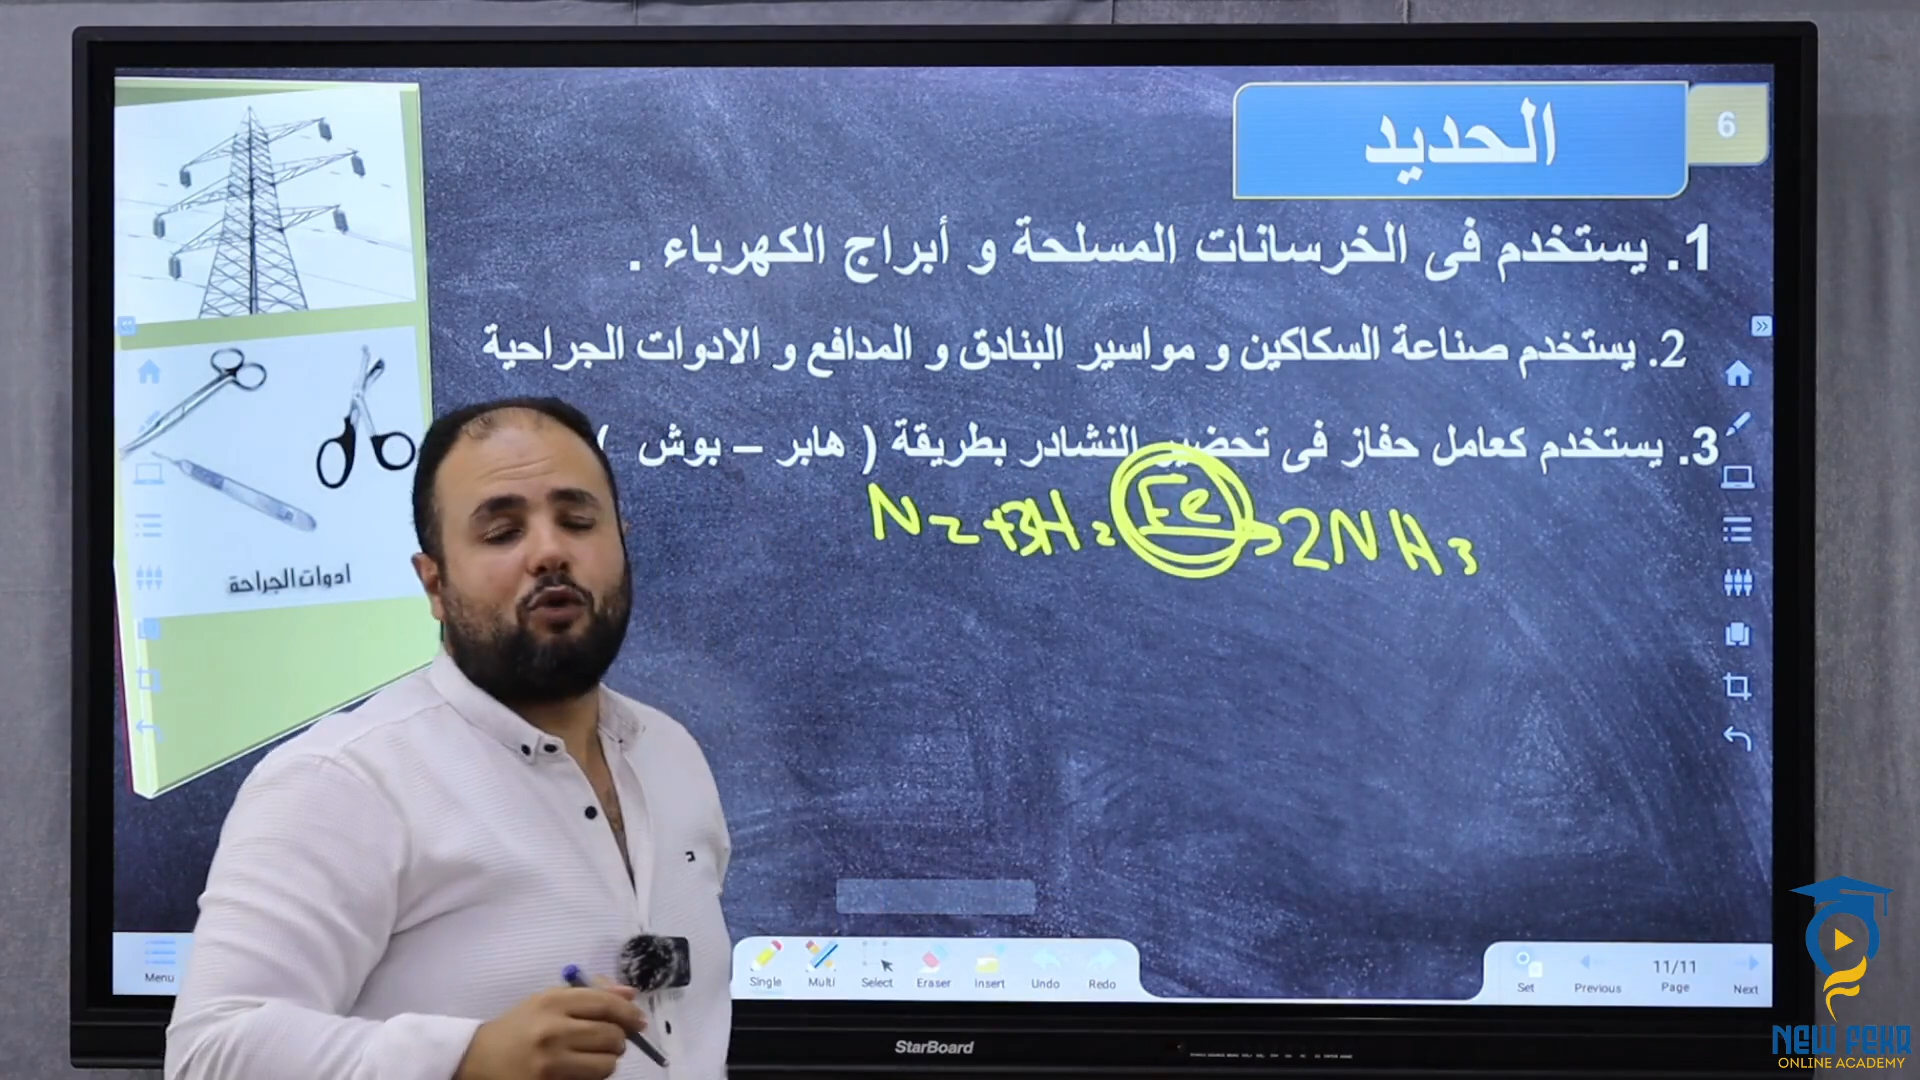 6
الحديد
1. يستخدم فى الخرسانات المسلحة و أبراج الكهرباء .
2. يستخدم صناعة السكاكين و مواسير البنادق و المدافع و الادوات الجراحية
3. يستخدم كعامل حفاز فى تحضير النشادر بطريقة ( هابر – بوش )
N2 + 3H2 Fe → 2NH3
ادوات الجراحة
Menu
Single Multi Select Eraser Insert Undo Redo
Set Previous 11/11 Page Next
StarBoard
NEW FEKR
ONLINE ACADEMY